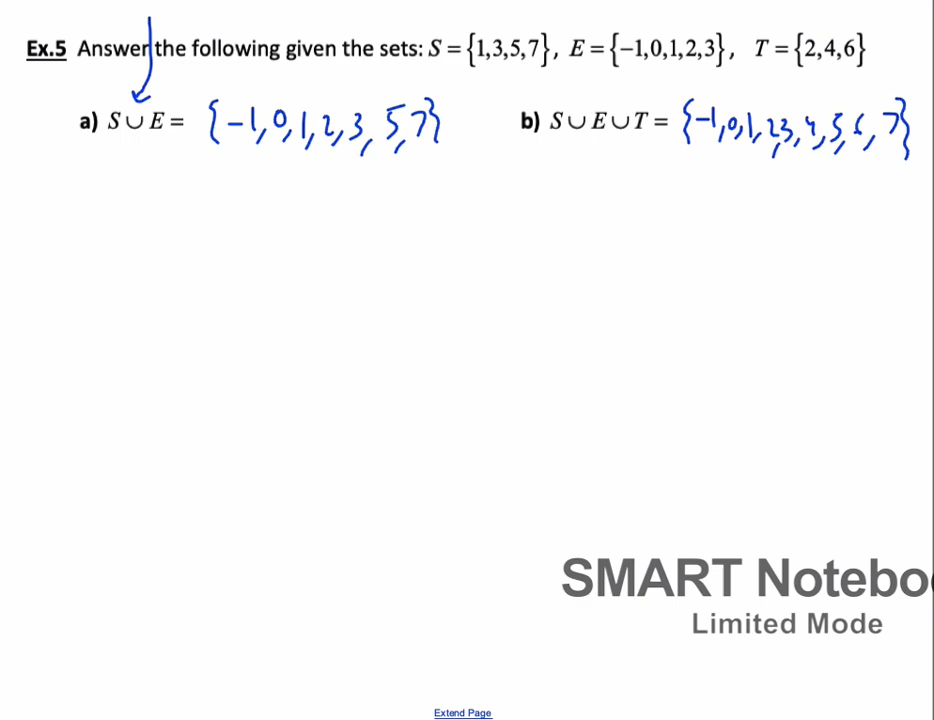 Ex.5 Answer the following given the sets: S = {1,3,5,7}, E = {−1,0,1,2,3}, T = {2,4,6}
a) S ∪ E = {-1, 0, 1, 2, 3, 5, 7} b) S ∪ E ∪ T = {-1, 0, 1, 2, 3, 4, 5, 6, 7}
SMART Notebo
Limited Mode
Extend Page